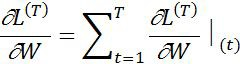 ∂L^(T)/∂W = ∑_{t=1}^{T} ∂L^(T)/∂W |_(t)